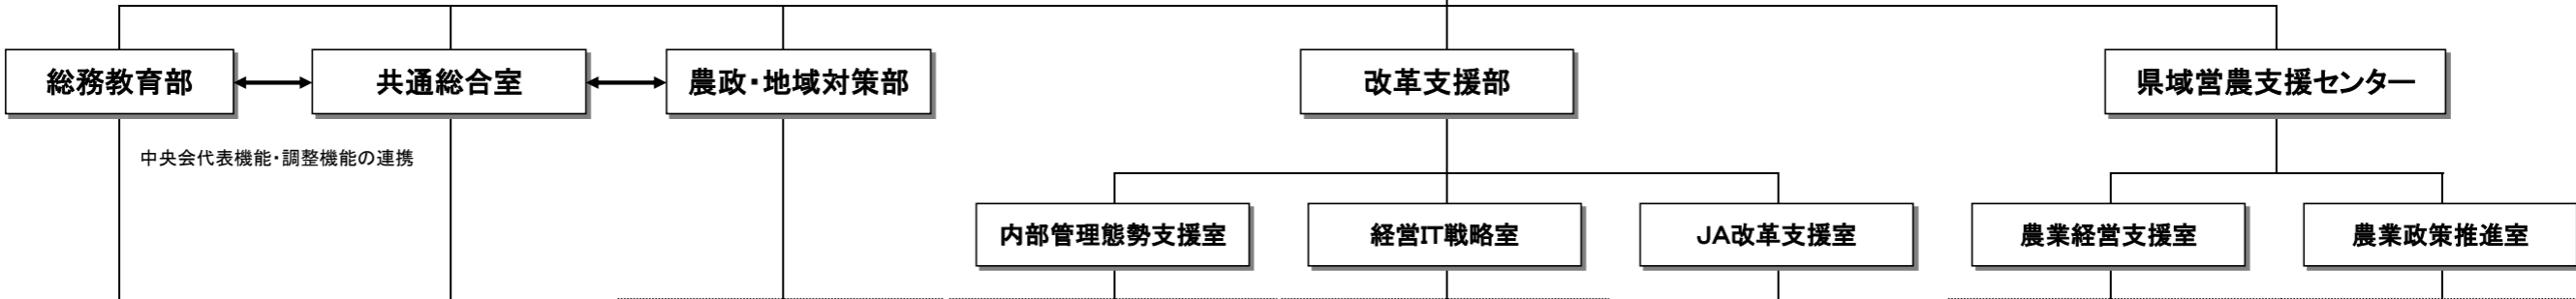 総務教育部
共通総合室
農政・地域対策部
改革支援部
県域営農支援センター
中央会代表機能・調整機能の連携
内部管理態勢支援室
経営IT戦略室
JA改革支援室
農業経営支援室
農業政策推進室